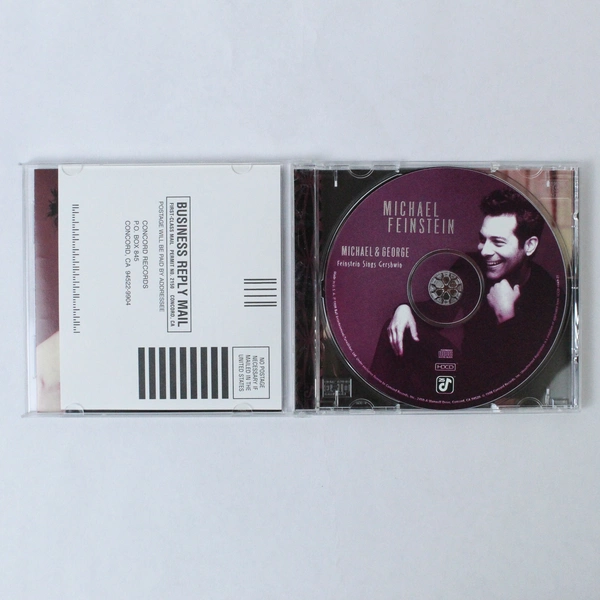 BUSINESS REPLY MAIL
FIRST-CLASS MAIL PERMIT NO. 2198 CONCORD, CA
POSTAGE WILL BE PAID BY ADDRESSEE
CONCORD RECORDS
P.O. BOX 845
CONCORD, CA 94522-9904
NO POSTAGE
NECESSARY IF
MAILED IN THE
UNITED STATES
MICHAEL
FEINSTEIN
MICHAEL & GEORGE
Feinstein Sings Gershwin
HDCD